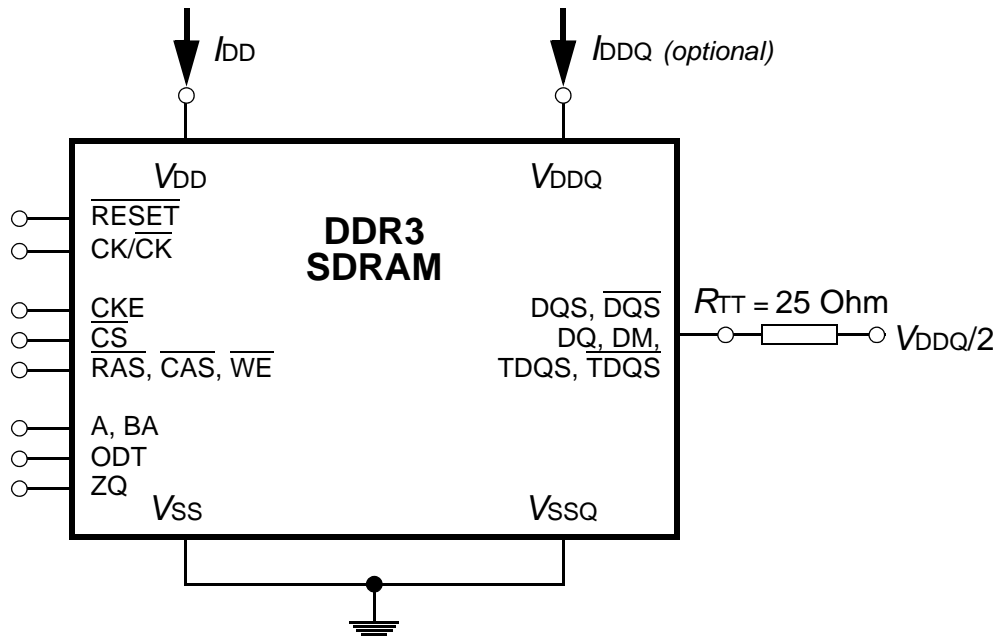 IDD
IDDQ (optional)
VDD
VDDQ
RESET
CK/CK
DDR3
SDRAM
CKE
CS
RAS, CAS, WE
DQS, DQS
DQ, DM,
TDQS, TDQS
RTT = 25 Ohm
VDDQ/2
A, BA
ODT
ZQ
VSS
VSSQ